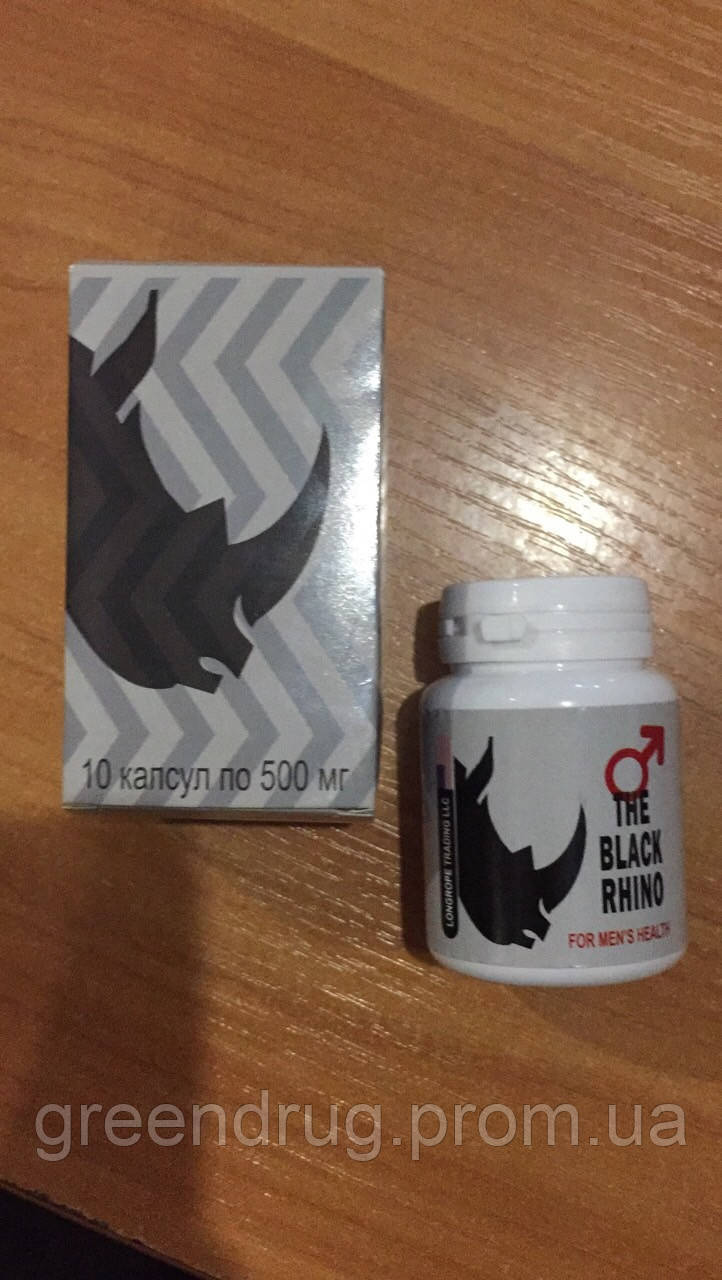 10 капсул по 500 мг
LONGROPE TRADING LLC
THE
BLACK
RHINO
FOR MEN'S HEALTH
greendrug.prom.ua